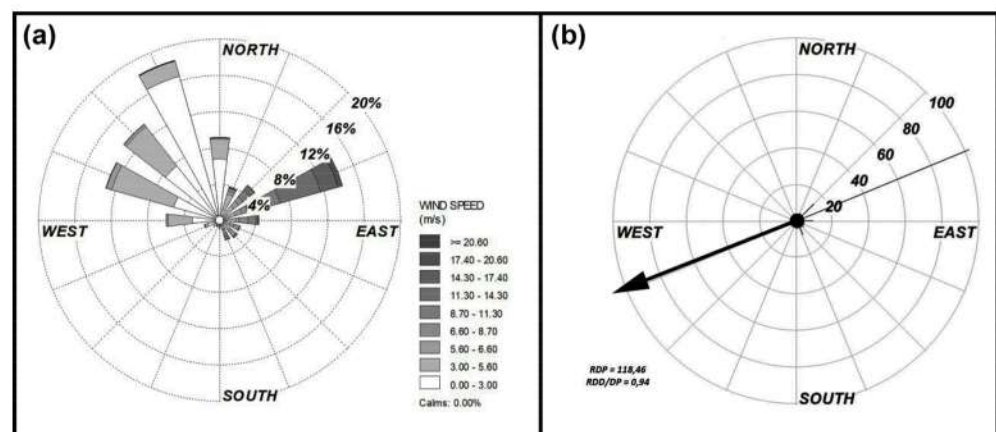 (a)
NORTH
20%
16%
12%
8%
4%
WEST
EAST
SOUTH
WIND SPEED
(m/s)
>= 20.60
17.40 - 20.60
14.30 - 17.40
11.30 - 14.30
8.70 - 11.30
6.60 - 8.70
5.60 - 6.60
3.00 - 5.60
0.00 - 3.00
Calms: 0.00%
(b)
NORTH
100
80
60
40
20
WEST
EAST
SOUTH
RDP = 118,46
RDD/DP = 0,94